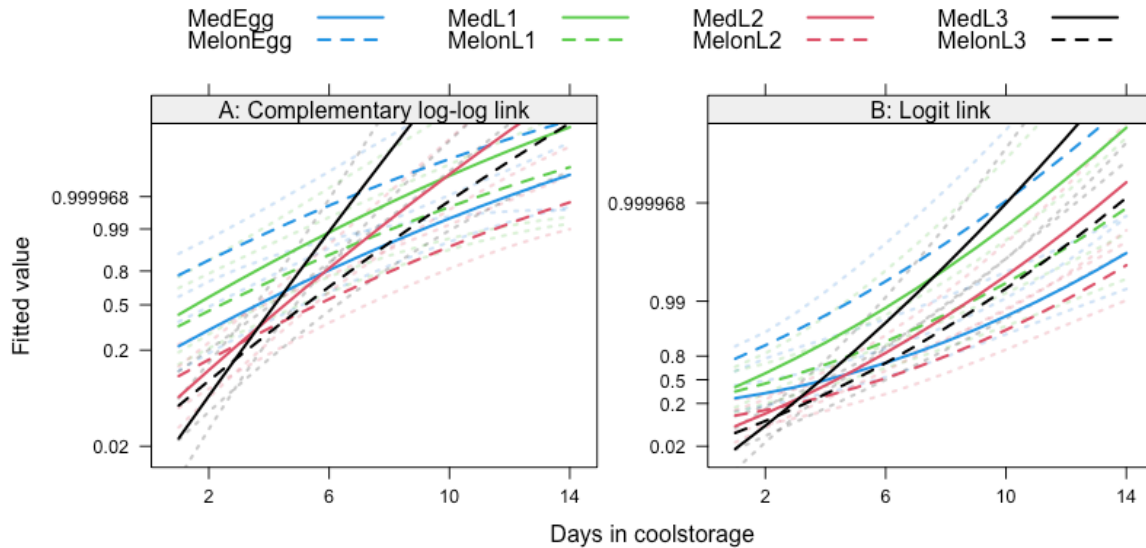 MedEgg MedL1 MedL2 MedL3
MelonEgg MelonL1 MelonL2 MelonL3
A: Complementary log-log link
B: Logit link
Fitted value
0.999968
0.99
0.8
0.5
0.2
0.02
0.999968
0.99
0.8
0.5
0.2
0.02
2 6 10 14
2 6 10 14
Days in coolstorage